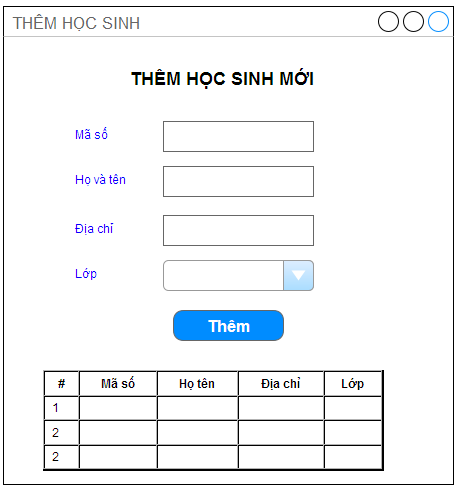 THÊM HỌC SINH
THÊM HỌC SINH MỚI
Mã số
Họ và tên
Địa chỉ
Lớp
Thêm
# Mã số Họ tên Địa chỉ Lớp
1
2
2